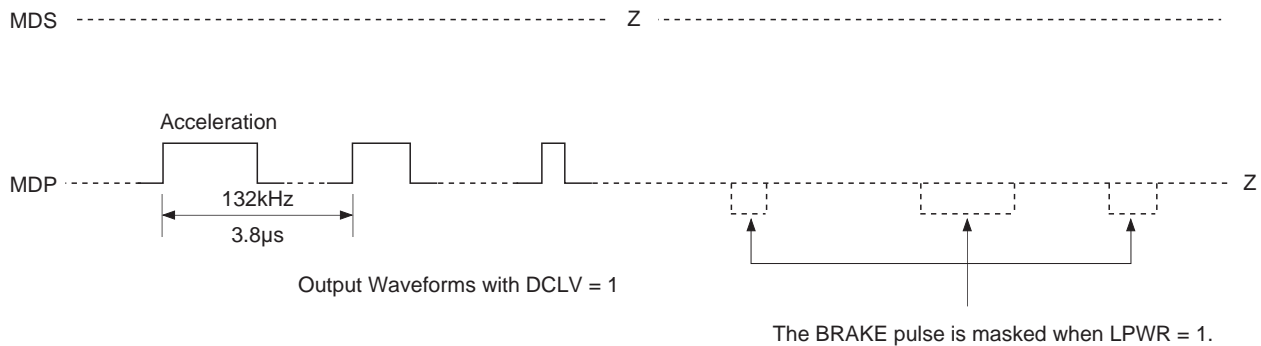 MDS Z
Acceleration
MDP Z
132kHz
3.8µs
Output Waveforms with DCLV = 1
The BRAKE pulse is masked when LPWR = 1.